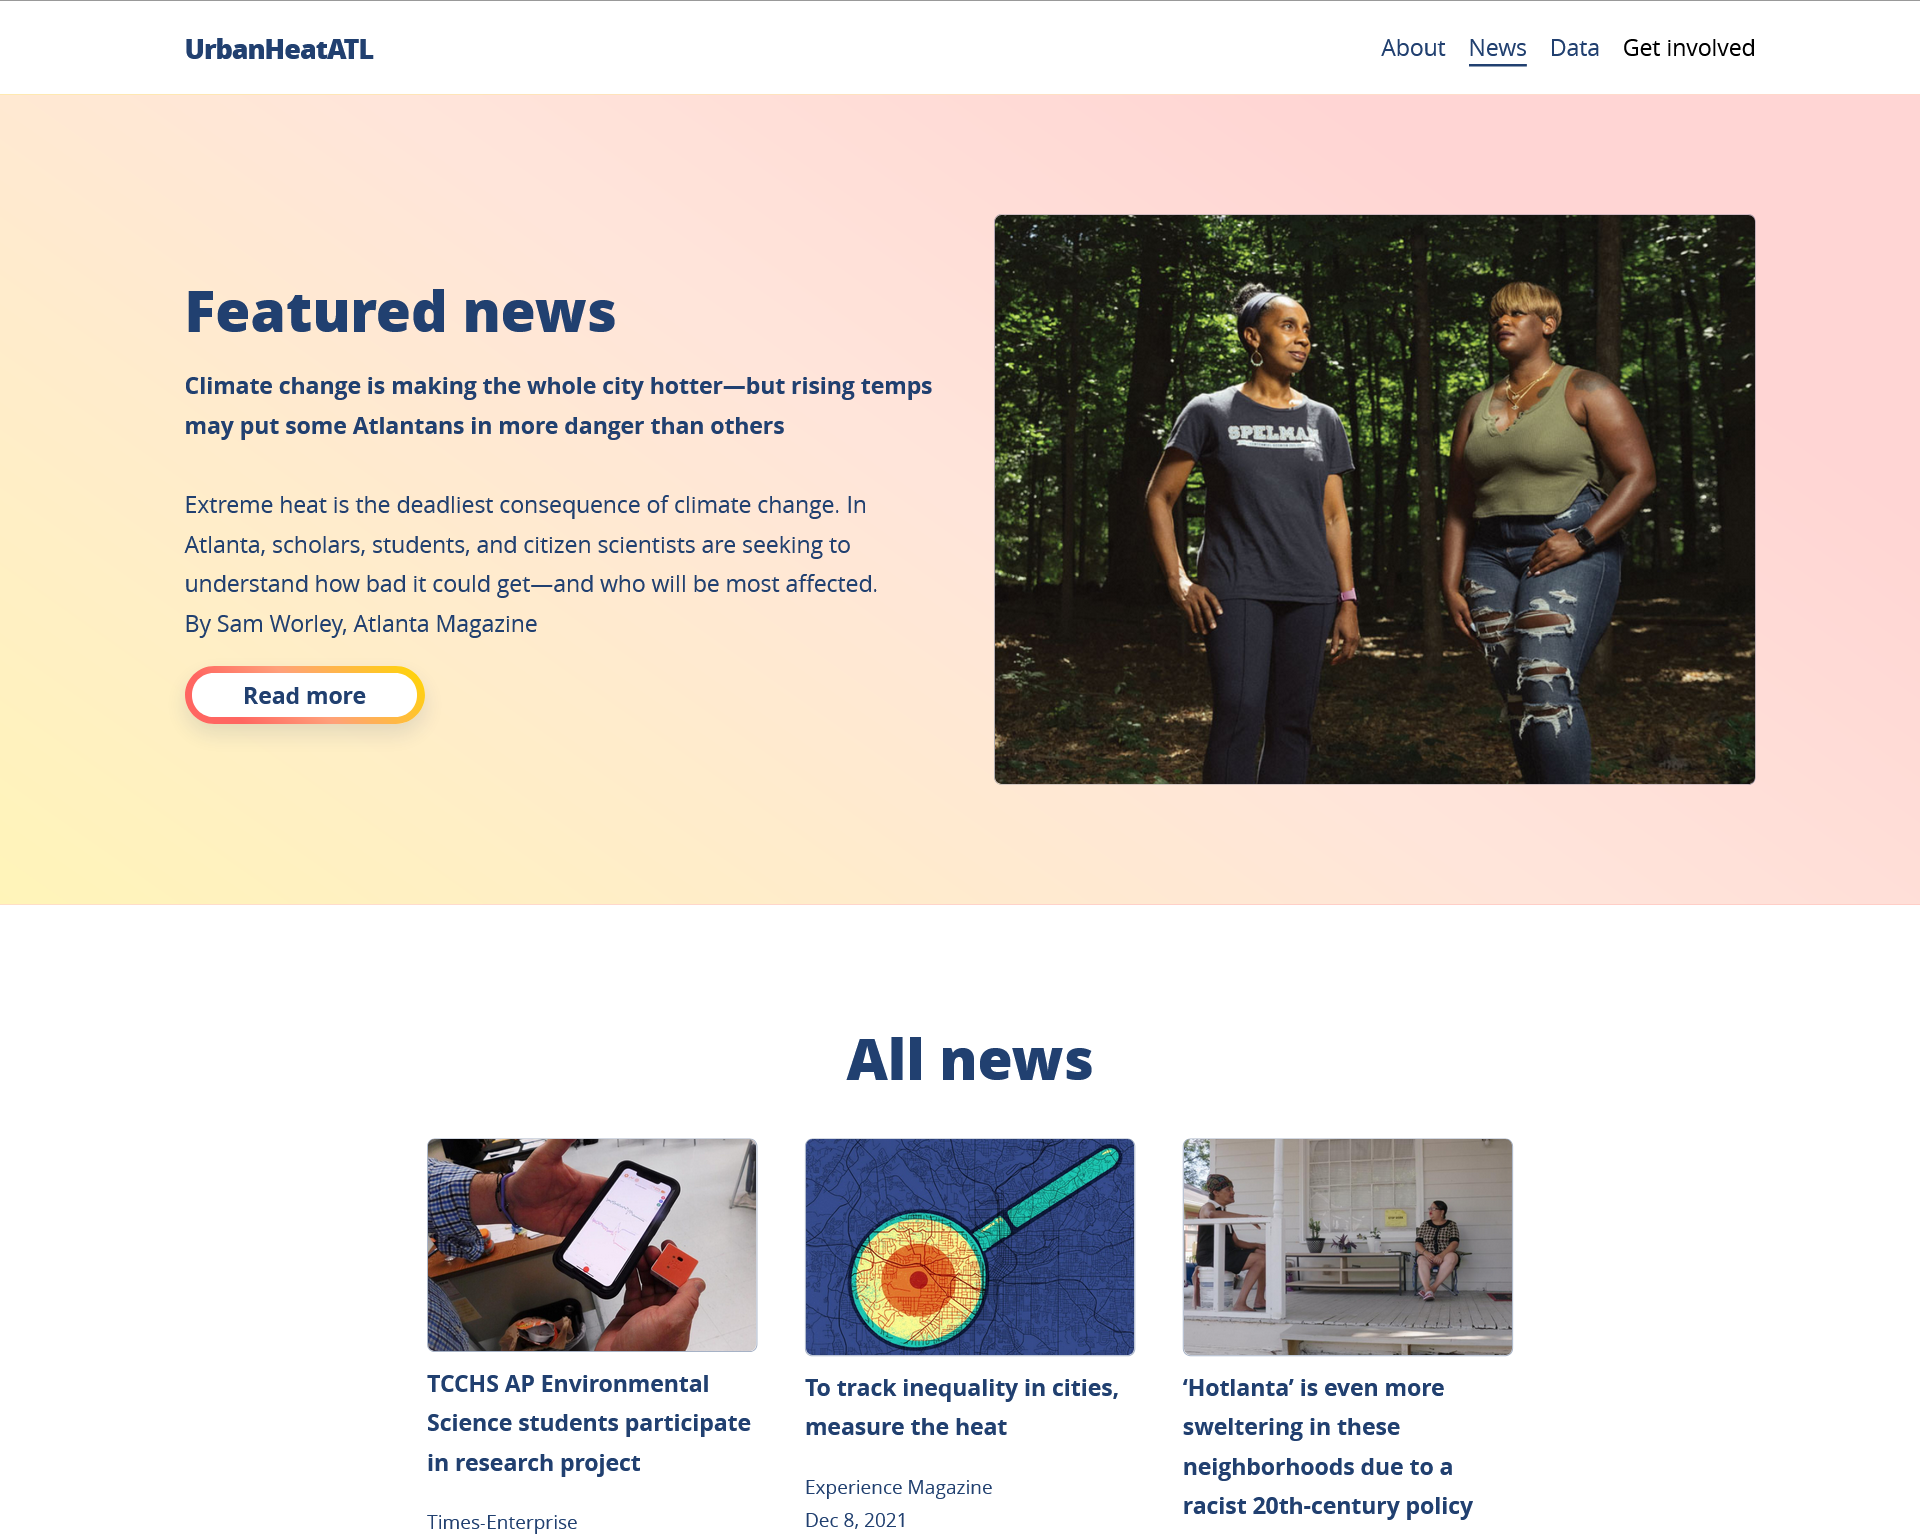 UrbanHeatATL
About News Data Get involved
Featured news
Climate change is making the whole city hotter—but rising temps
may put some Atlantans in more danger than others
Extreme heat is the deadliest consequence of climate change. In
Atlanta, scholars, students, and citizen scientists are seeking to
understand how bad it could get—and who will be most affected.
By Sam Worley, Atlanta Magazine
Read more
SPELMAN
All news
TCCHS AP Environmental
Science students participate
in research project
Times-Enterprise
To track inequality in cities,
measure the heat
Experience Magazine
Dec 8, 2021
‘Hotlanta’ is even more
sweltering in these
neighborhoods due to a
racist 20th-century policy